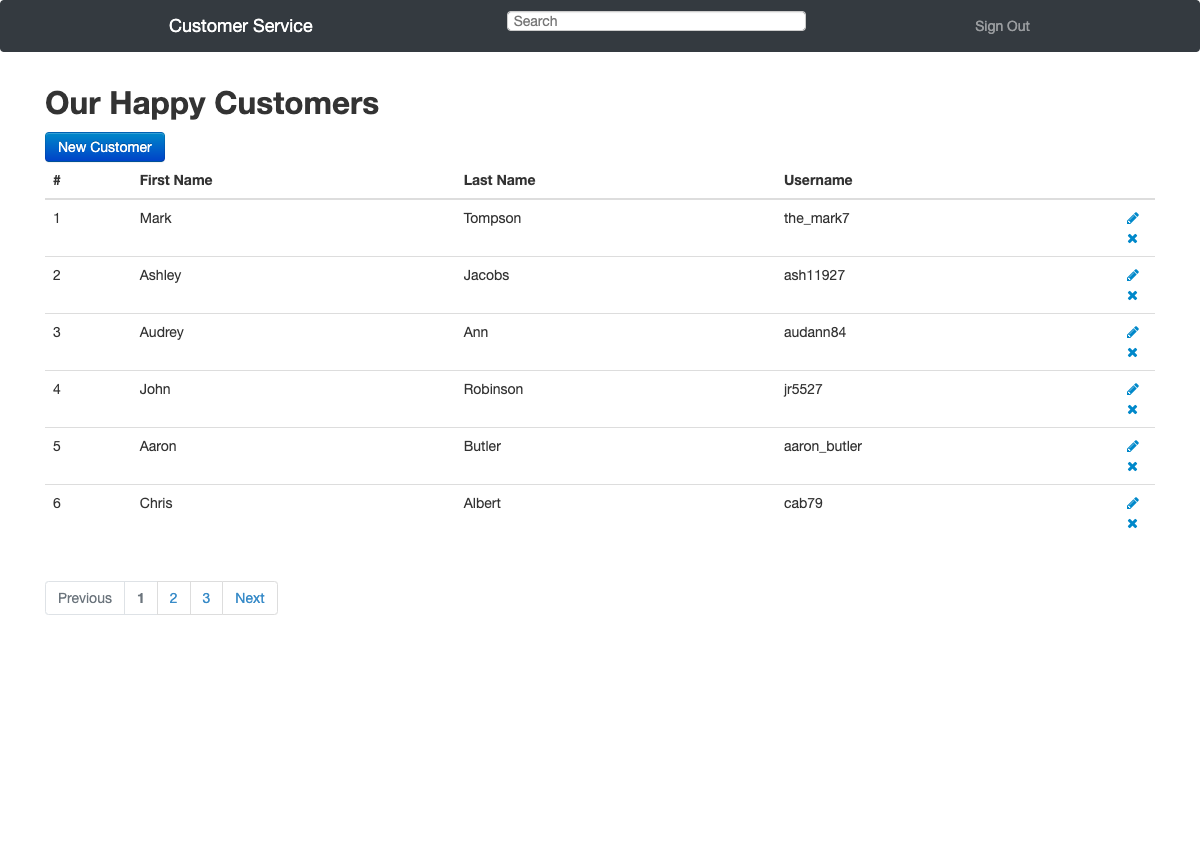 Customer Service Search Sign Out
Our Happy Customers
New Customer
# First Name Last Name Username
1 Mark Tompson the_mark7
2 Ashley Jacobs ash11927
3 Audrey Ann audann84
4 John Robinson jr5527
5 Aaron Butler aaron_butler
6 Chris Albert cab79
Previous 1 2 3 Next